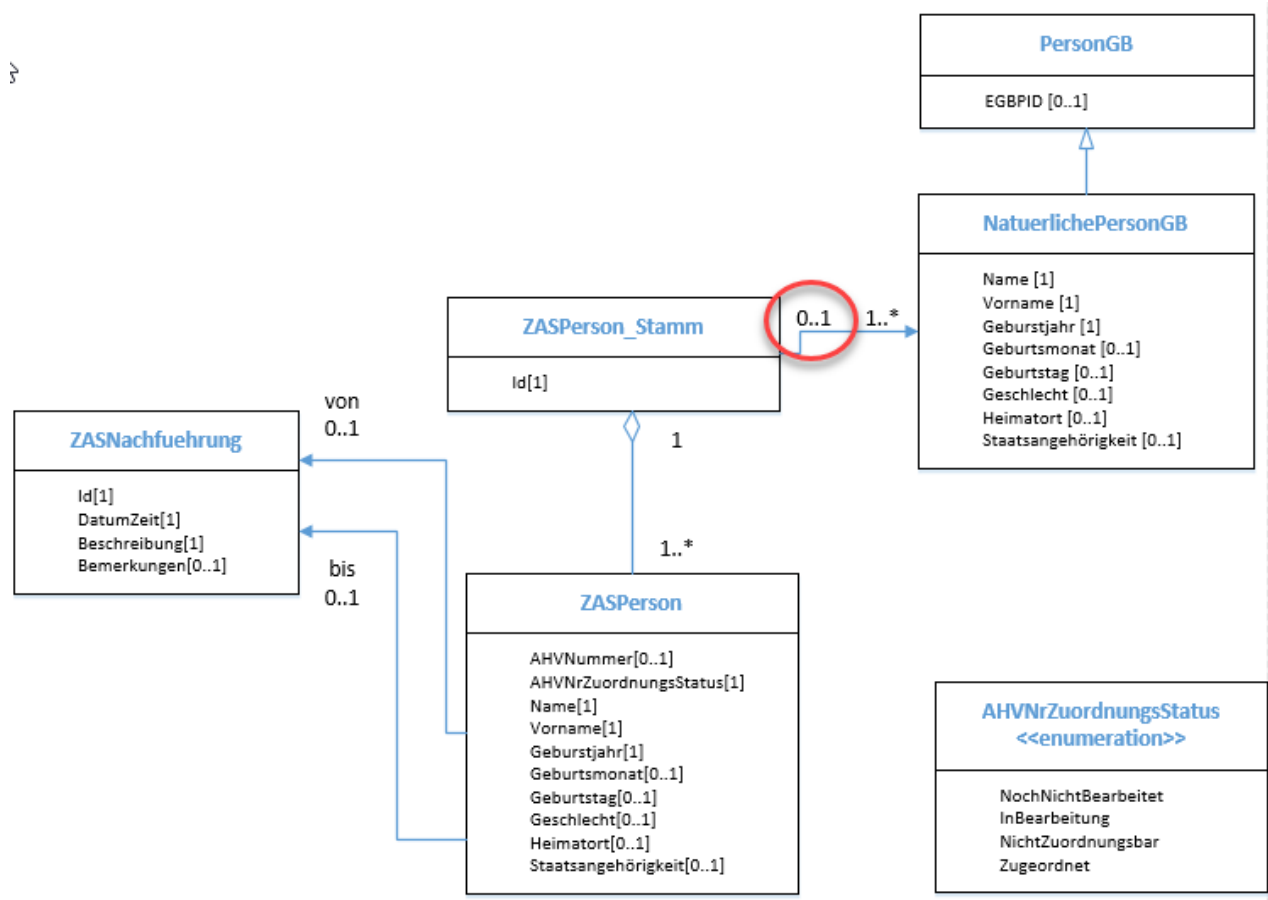 PersonGB
EGBPID [0..1]
NatuerlichePersonGB
Name [1]
Vorname [1]
Geburstjahr [1]
Geburtsmonat [0..1]
Geburtstag [0..1]
Geschlecht [0..1]
Heimatort [0..1]
Staatsangehörigkeit [0..1]
0..1
1..*
ZASPerson_Stamm
Id[1]
1
1..*
von
0..1
ZASNachfuehrung
Id[1]
DatumZeit[1]
Beschreibung[1]
Bemerkungen[0..1]
bis
0..1
ZASPerson
AHVNummer[0..1]
AHVNrZuordnungsStatus[1]
Name[1]
Vorname[1]
Geburstjahr[1]
Geburtsmonat[0..1]
Geburtstag[0..1]
Geschlecht[0..1]
Heimatort[0..1]
Staatsangehörigkeit[0..1]
AHVNrZuordnungsStatus
<<enumeration>>
NochNichtBearbeitet
InBearbeitung
NichtZuordnungsbar
Zugeordnet